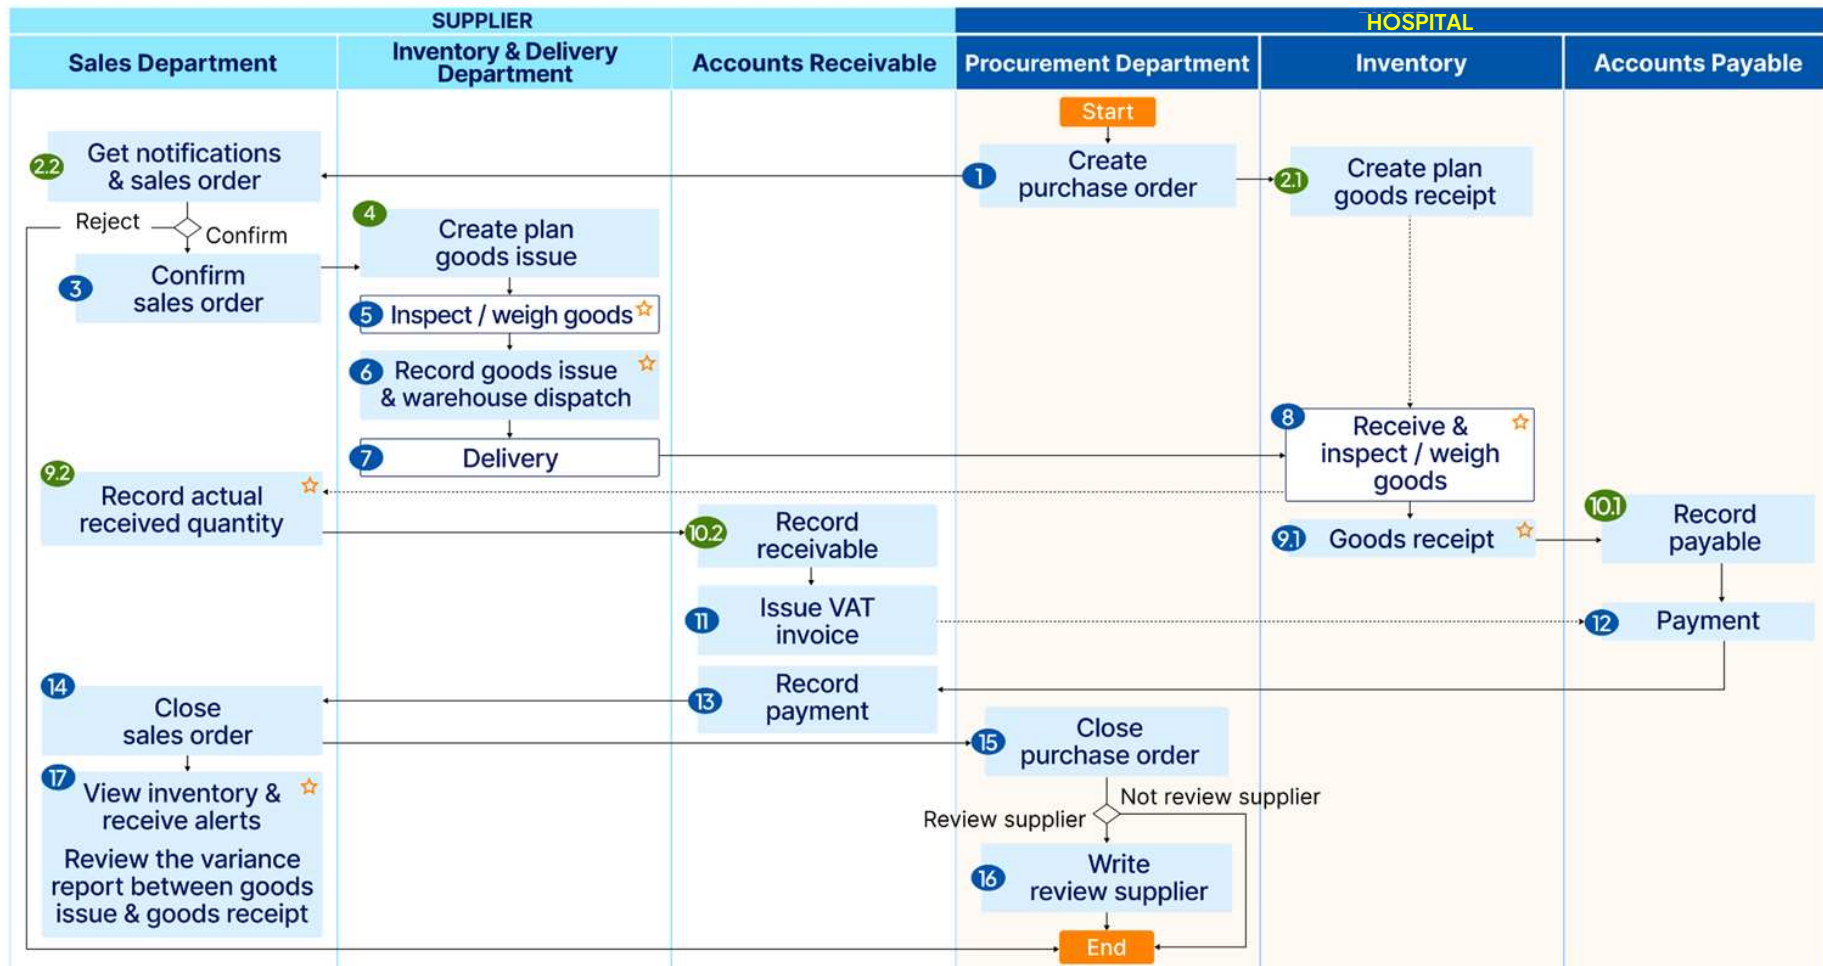 SUPPLIER
HOSPITAL
Sales Department
Inventory & Delivery
Department
Accounts Receivable
Procurement Department
Inventory
Accounts Payable
Start
2.2
Get notifications
& sales order
1
Create
purchase order
2.1
Create plan
goods receipt
Reject
Confirm
4
Create plan
goods issue
3
Confirm
sales order
5
Inspect / weigh goods
6
Record goods issue
& warehouse dispatch
7
Delivery
8
Receive &
inspect / weigh
goods
9.2
Record actual
received quantity
10.2
Record
receivable
9.1
Goods receipt
10.1
Record
payable
11
Issue VAT
invoice
12
Payment
13
Record
payment
14
Close
sales order
15
Close
purchase order
17
View inventory &
receive alerts
Review the variance
report between goods
issue & goods receipt
Not review supplier
Review supplier
16
Write
review supplier
End